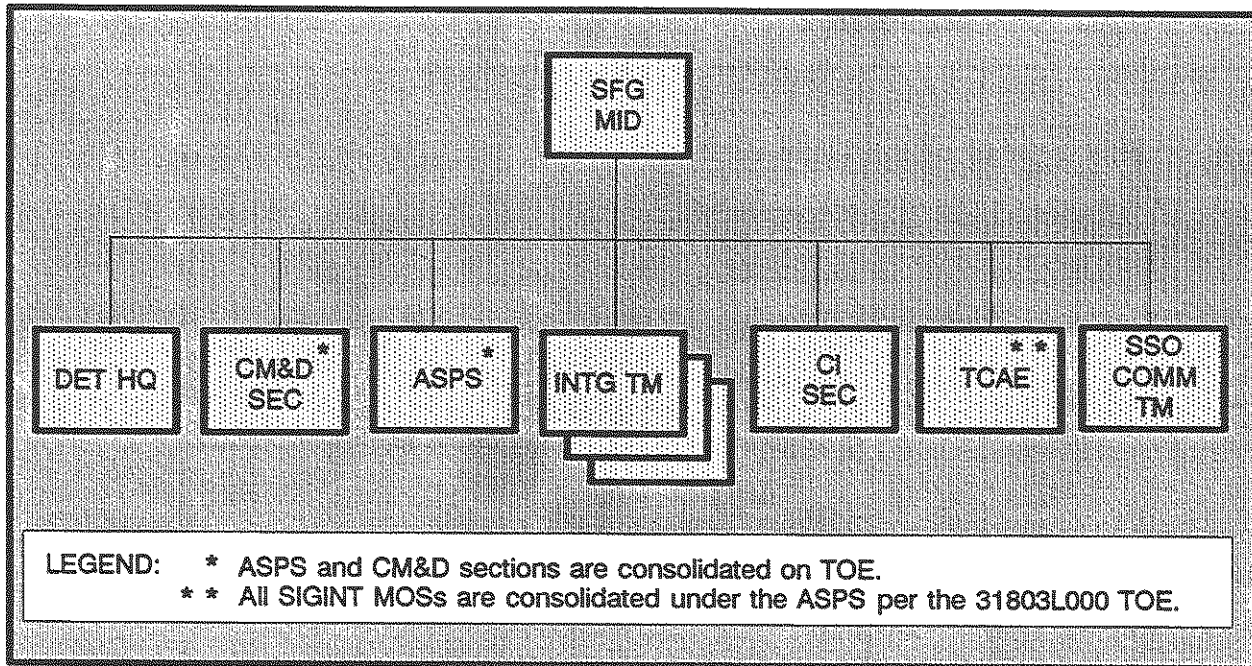 SFG
MID
DET HQ
CM&D *
SEC
ASPS *
INTG TM
CI
SEC
* *
TCAE
SSO
COMM
TM
LEGEND: * ASPS and CM&D sections are consolidated on TOE.
* * All SIGINT MOSs are consolidated under the ASPS per the 31803L000 TOE.